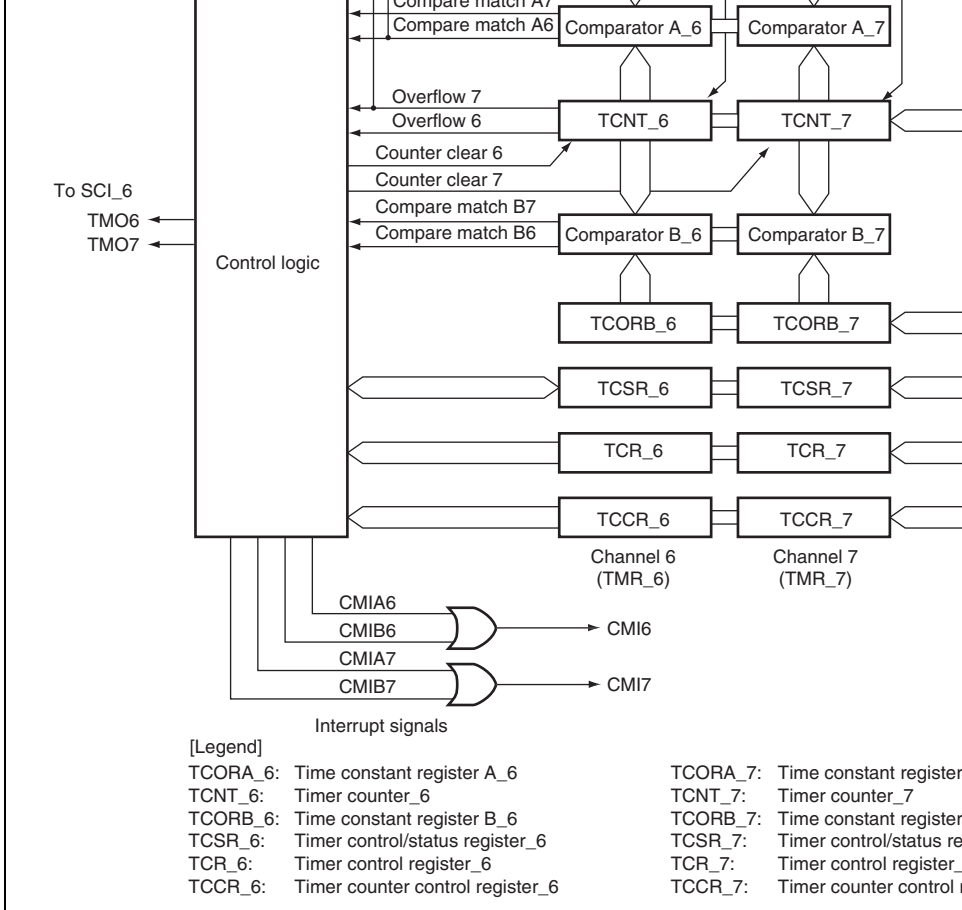 Compare match A7
Compare match A6
Comparator A_6
Comparator A_7
Overflow 7
Overflow 6
TCNT_6
TCNT_7
Counter clear 6
Counter clear 7
To SCI_6
TMO6
TMO7
Compare match B7
Compare match B6
Comparator B_6
Comparator B_7
Control logic
TCORB_6
TCORB_7
TCSR_6
TCSR_7
TCR_6
TCR_7
TCCR_6
TCCR_7
Channel 6
(TMR_6)
Channel 7
(TMR_7)
CMIA6
CMIB6
CMI6
CMIA7
CMIB7
CMI7
Interrupt signals
[Legend]
TCORA_6: Time constant register A_6
TCNT_6: Timer counter_6
TCORB_6: Time constant register B_6
TCSR_6: Timer control/status register_6
TCR_6: Timer control register_6
TCCR_6: Timer counter control register_6
TCORA_7: Time constant register
TCNT_7: Timer counter_7
TCORB_7: Time constant register
TCSR_7: Timer control/status
TCR_7: Timer control register_
TCCR_7: Timer counter control